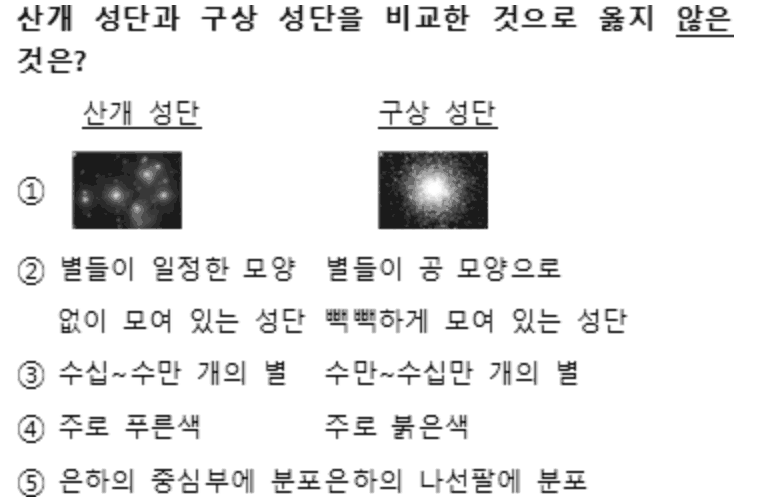 산개 성단과 구상 성단을 비교한 것으로 옳지 않은
것은?
산개 성단 구상 성단
①
② 별들이 일정한 모양 별들이 공 모양으로
없이 모여 있는 성단 빽빽하게 모여 있는 성단
③ 수십~수만 개의 별 수만~수십만 개의 별
④ 주로 푸른색 주로 붉은색
⑤ 은하의 중심부에 분포은하의 나선팔에 분포